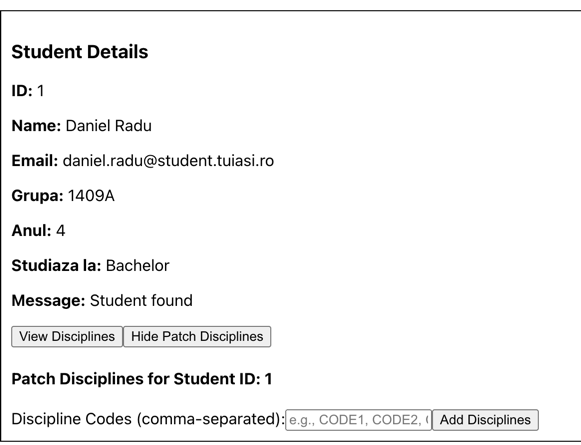 Student Details
ID: 1
Name: Daniel Radu
Email: daniel.radu@student.tuiasi.ro
Grupa: 1409A
Anul: 4
Studiaza la: Bachelor
Message: Student found
View Disciplines Hide Patch Disciplines
Patch Disciplines for Student ID: 1
Discipline Codes (comma-separated): e.g., CODE1, CODE2, ( Add Disciplines